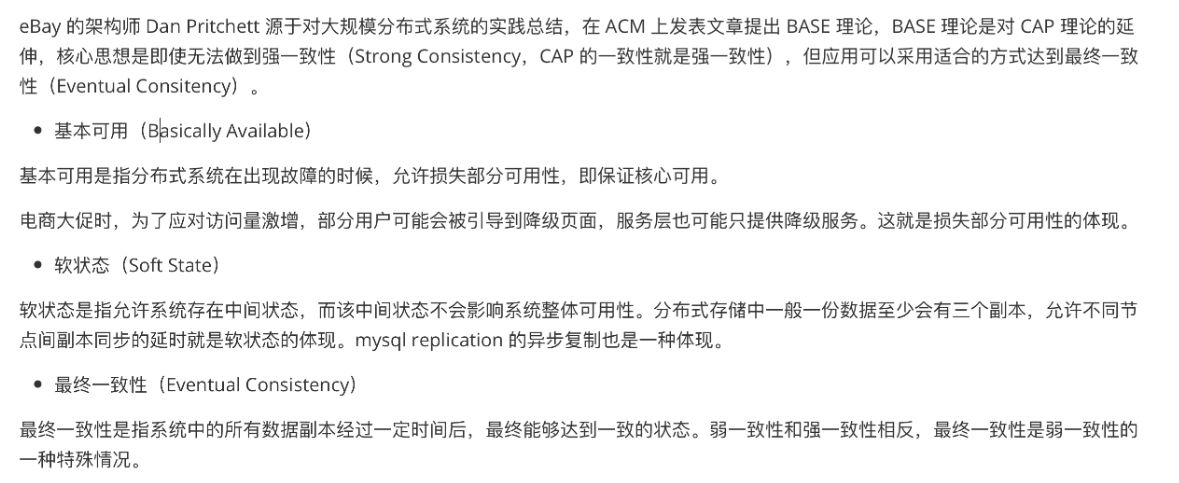 eBay 的架构师 Dan Pritchett 源于对大规模分布式系统的实践总结，在 ACM 上发表文章提出 BASE 理论，BASE 理论是对 CAP 理论的延
伸，核心思想是即使无法做到强一致性（Strong Consistency，CAP 的一致性就是强一致性），但应用可以采用适合的方式达到最终一致
性（Eventual Consitency）。
• 基本可用（Basically Available）
基本可用是指分布式系统在出现故障的时候，允许损失部分可用性，即保证核心可用。
电商大促时，为了应对访问量激增，部分用户可能会被引导到降级页面，服务层也可能只提供降级服务。这就是损失部分可用性的体现。
• 软状态（Soft State）
软状态是指允许系统存在中间状态，而该中间状态不会影响系统整体可用性。分布式存储中一般一份数据至少会有三个副本，允许不同节
点间副本同步的延时就是软状态的体现。mysql replication 的异步复制也是一种体现。
• 最终一致性（Eventual Consistency）
最终一致性是指系统中的所有数据副本经过一定时间后，最终能够达到一致的状态。弱一致性和强一致性相反，最终一致性是弱一致性的
一种特殊情况。